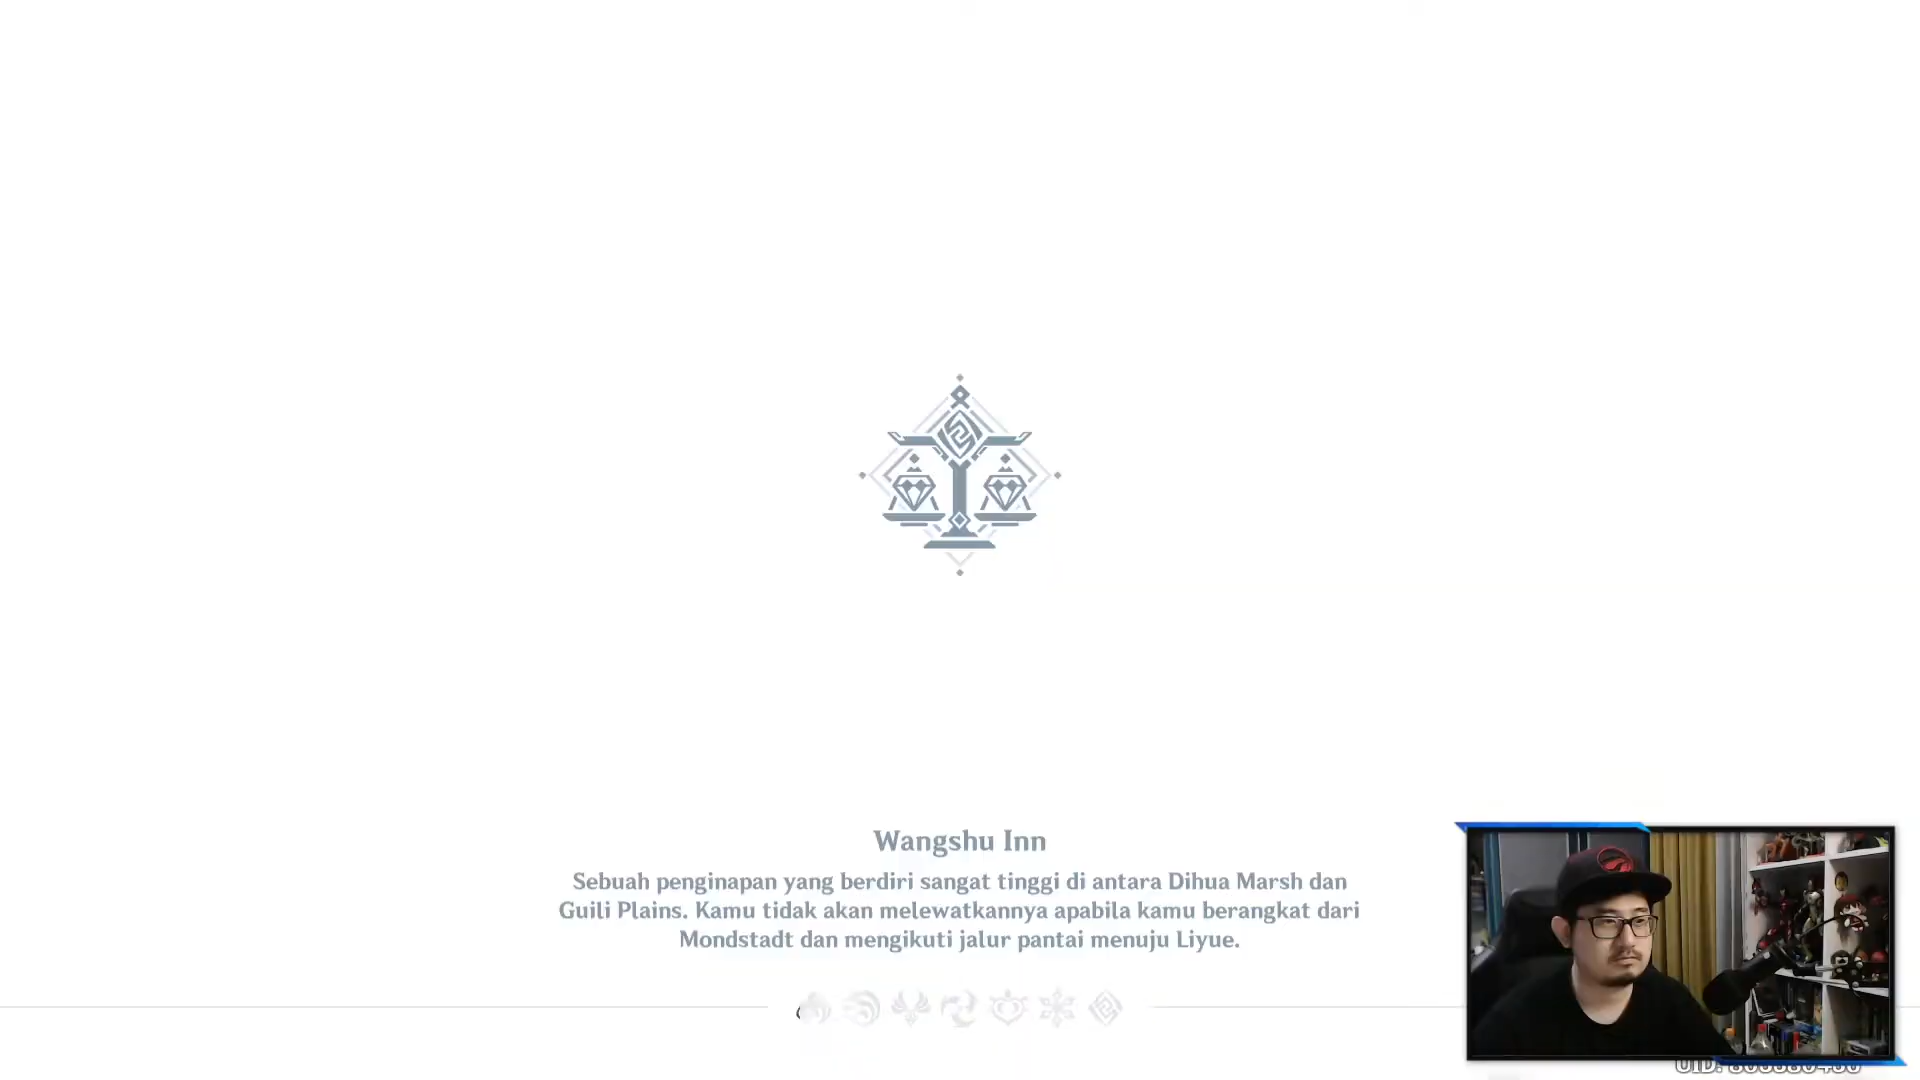 Wangshu Inn
Sebuah penginapan yang berdiri sangat tinggi di antara Dihua Marsh dan
Guili Plains. Kamu tidak akan melewatkannya apabila kamu berangkat dari
Mondstadt dan mengikuti jalur pantai menuju Liyue.
UID: